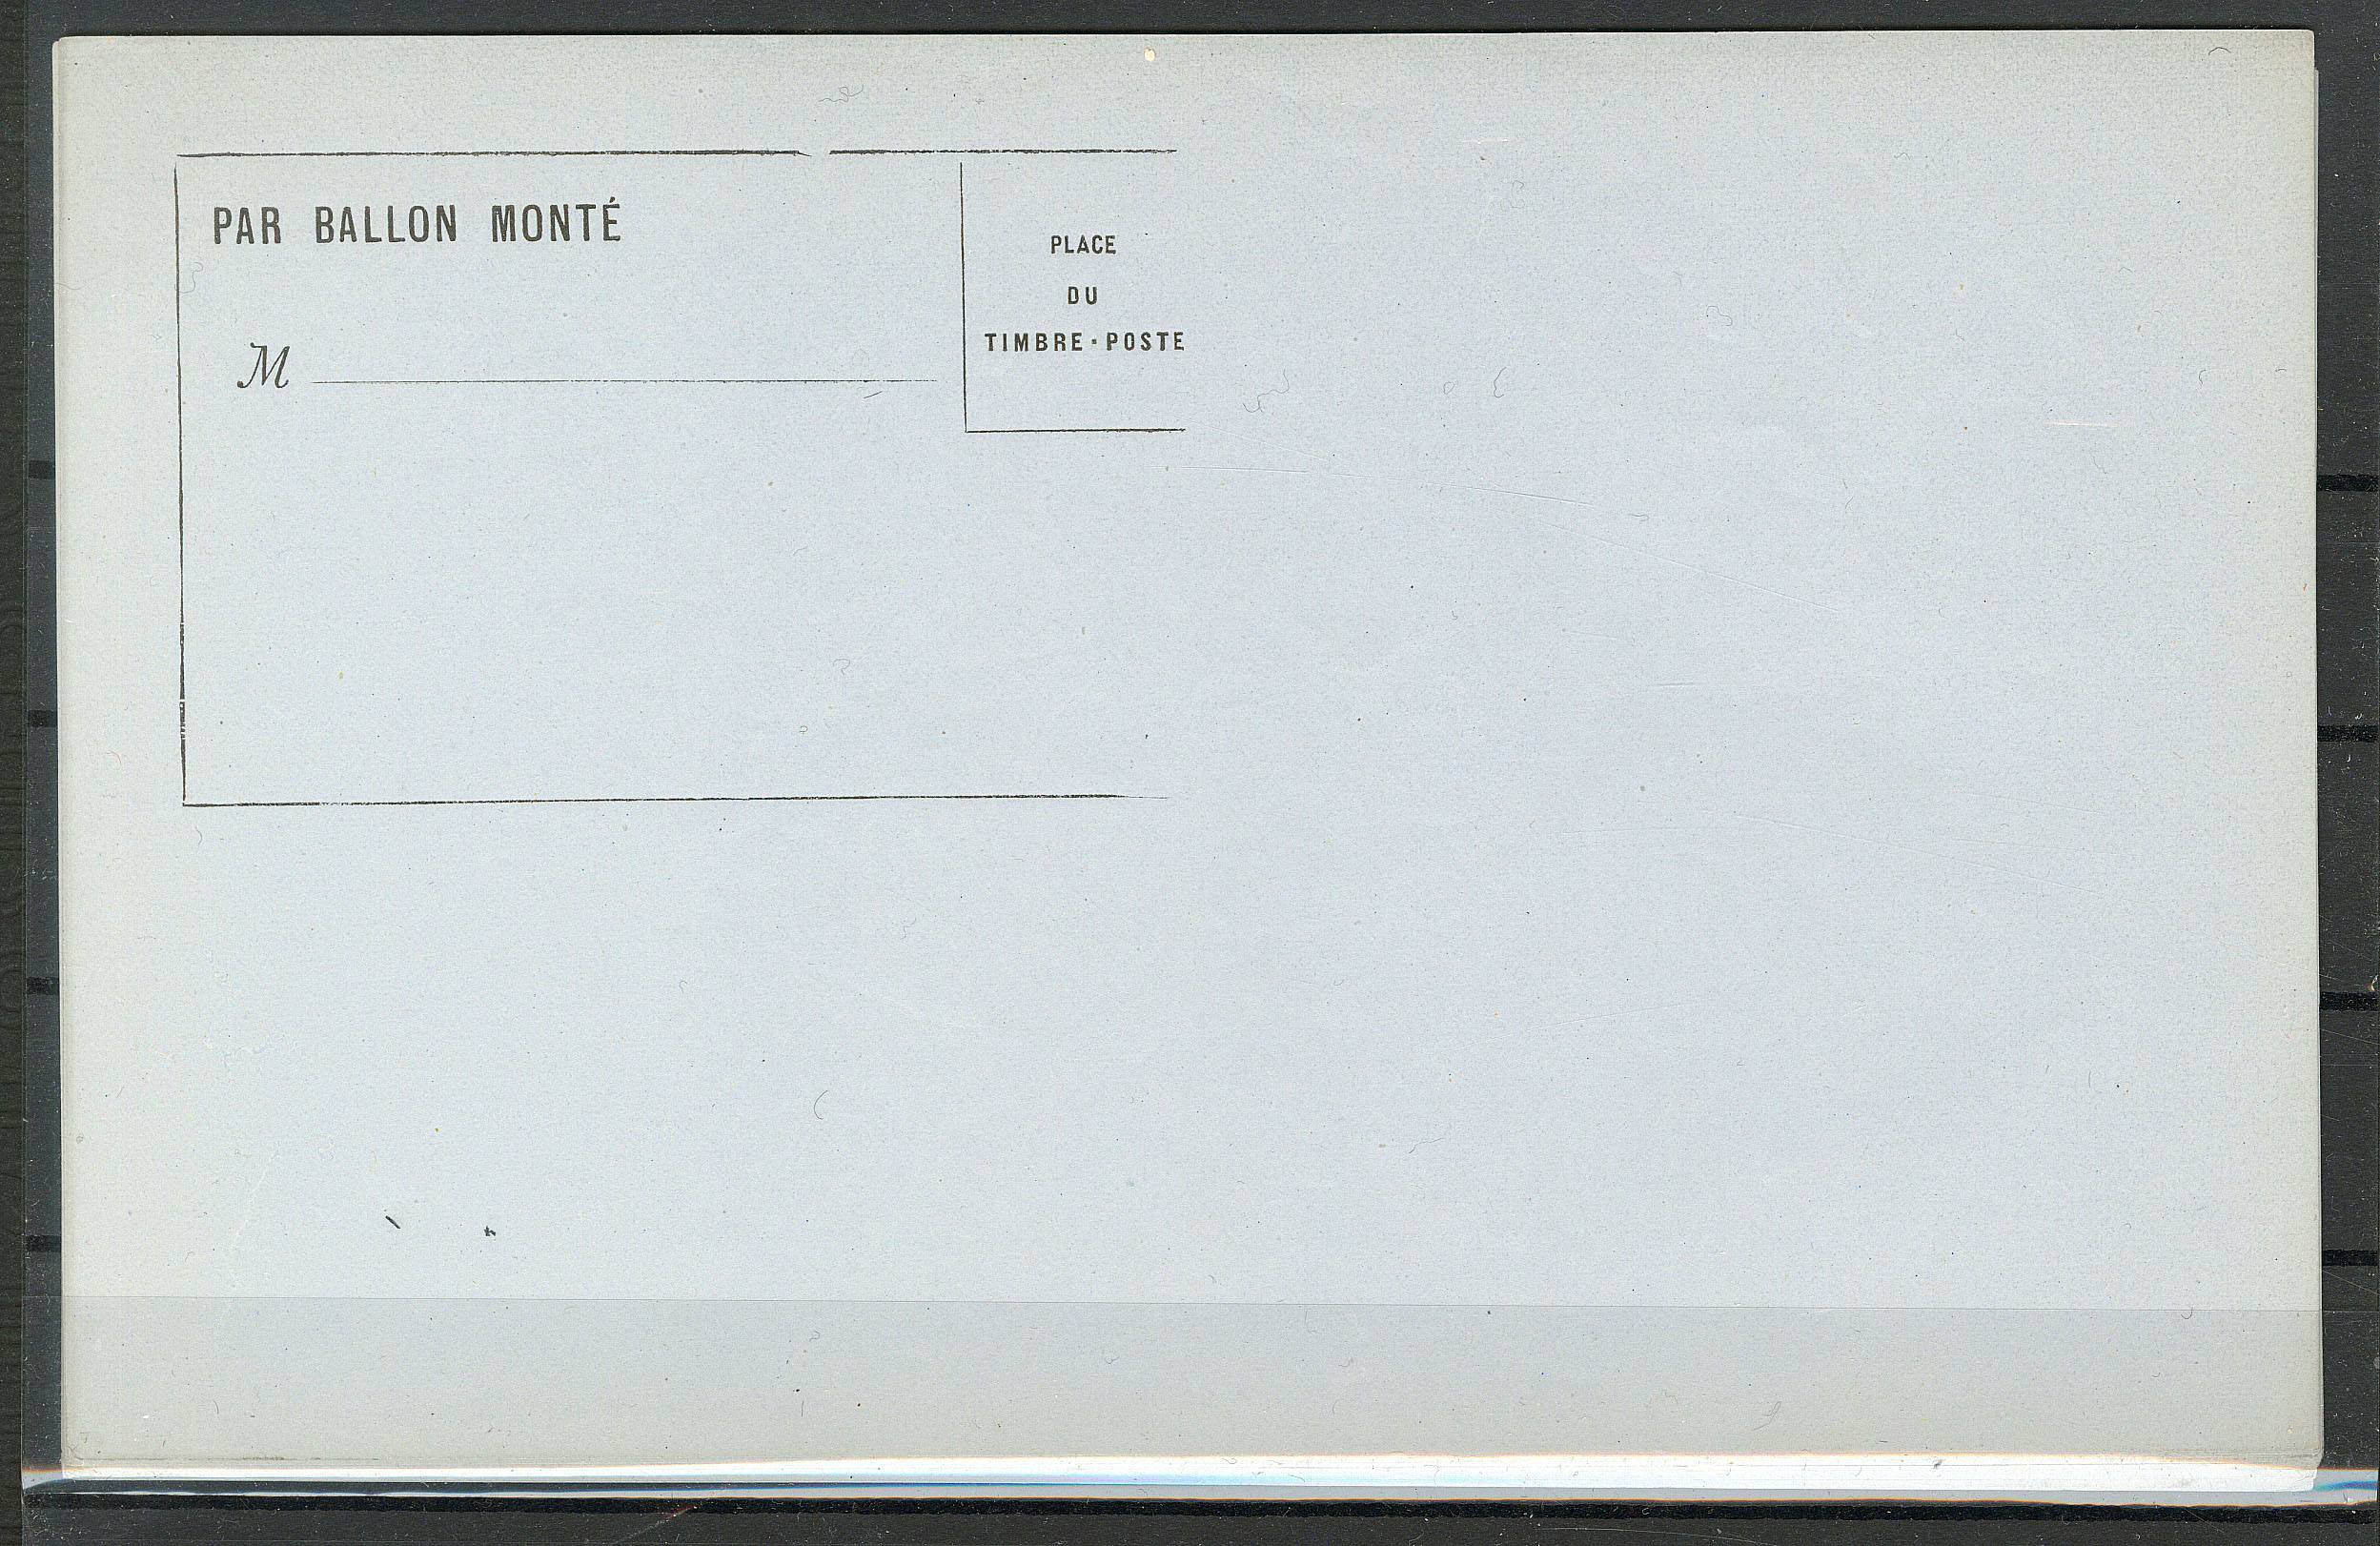 PAR BALLON MONTÉ
PLACE
DU
TIMBRE-POSTE
M